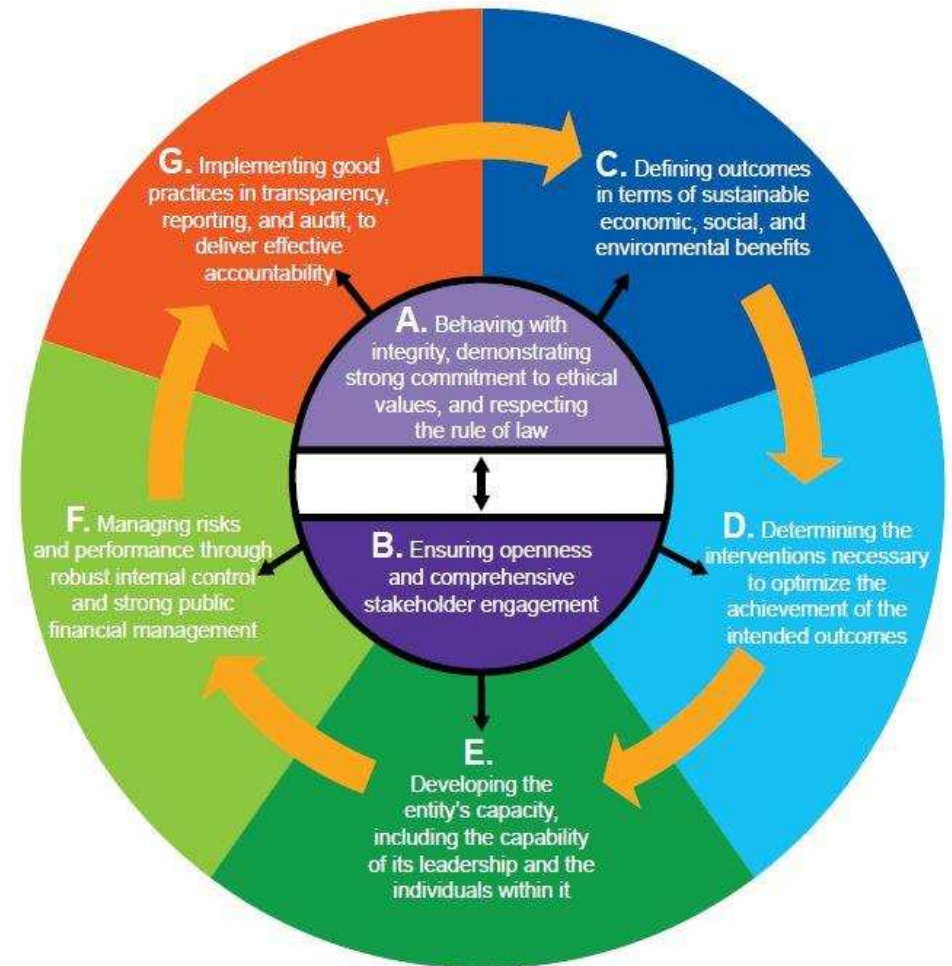 G. Implementing good
practices in transparency,
reporting, and audit, to
deliver effective
accountability
C. Defining outcomes
in terms of sustainable
economic, social, and
environmental benefits
A. Behaving with
integrity, demonstrating
strong commitment to ethical
values, and respecting
the rule of law
B. Ensuring openness
and comprehensive
stakeholder engagement
D. Determining the
interventions necessary
to optimize the
achievement of the
intended outcomes
E.
Developing the
entity's capacity,
including the capability
of its leadership and the
individuals within it
F. Managing risks
and performance through
robust internal control
and strong public
financial management